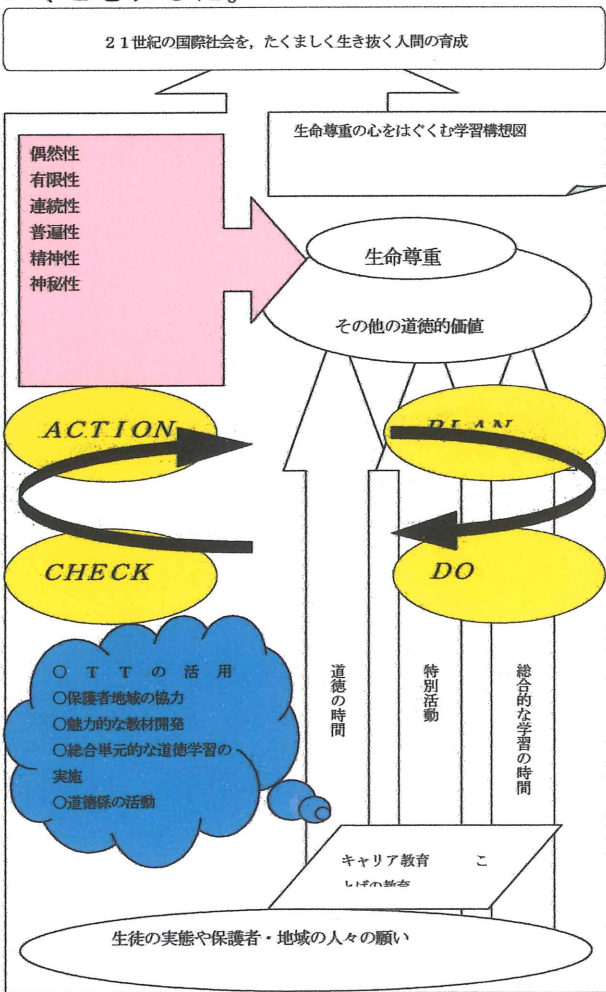 ２１世紀の国際社会を，たくましく生き抜く人間の育成
生命尊重の心をはぐくむ学習構想図
偶然性
有限性
連続性
普遍性
精神性
神秘性
生命尊重
その他の道徳的価値
ACTION
PLAN
CHECK
DO
○ＴＴの活用
○保護者地域の協力
○魅力的な教材開発
○総合単元的な道徳学習の
実施
○道徳係の活動
道徳の時間
特別活動
総合的な学習の時間
キャリア教育　　こ
とばの教育
生徒の実態や保護者・地域の人々の願い